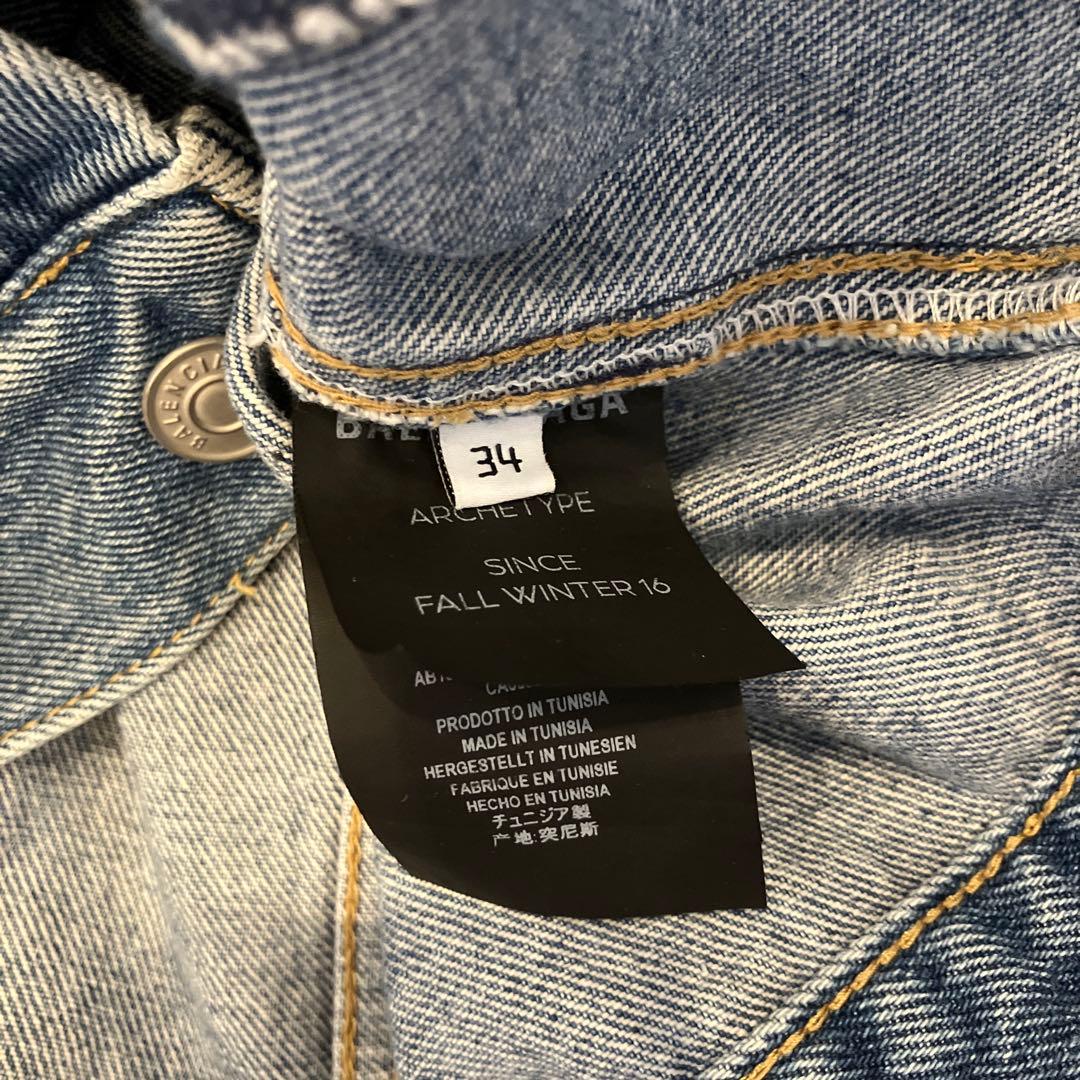 BALENCIA
34
ARCHETYPE
SINCE
FALL WINTER 16
PRODOTTO IN TUNISIA
MADE IN TUNISIA
HERGESTELLT IN TUNESIEN
FABRIQUE EN TUNISIE
HECHO EN TUNISIA
チュニジア製
产地:突尼斯